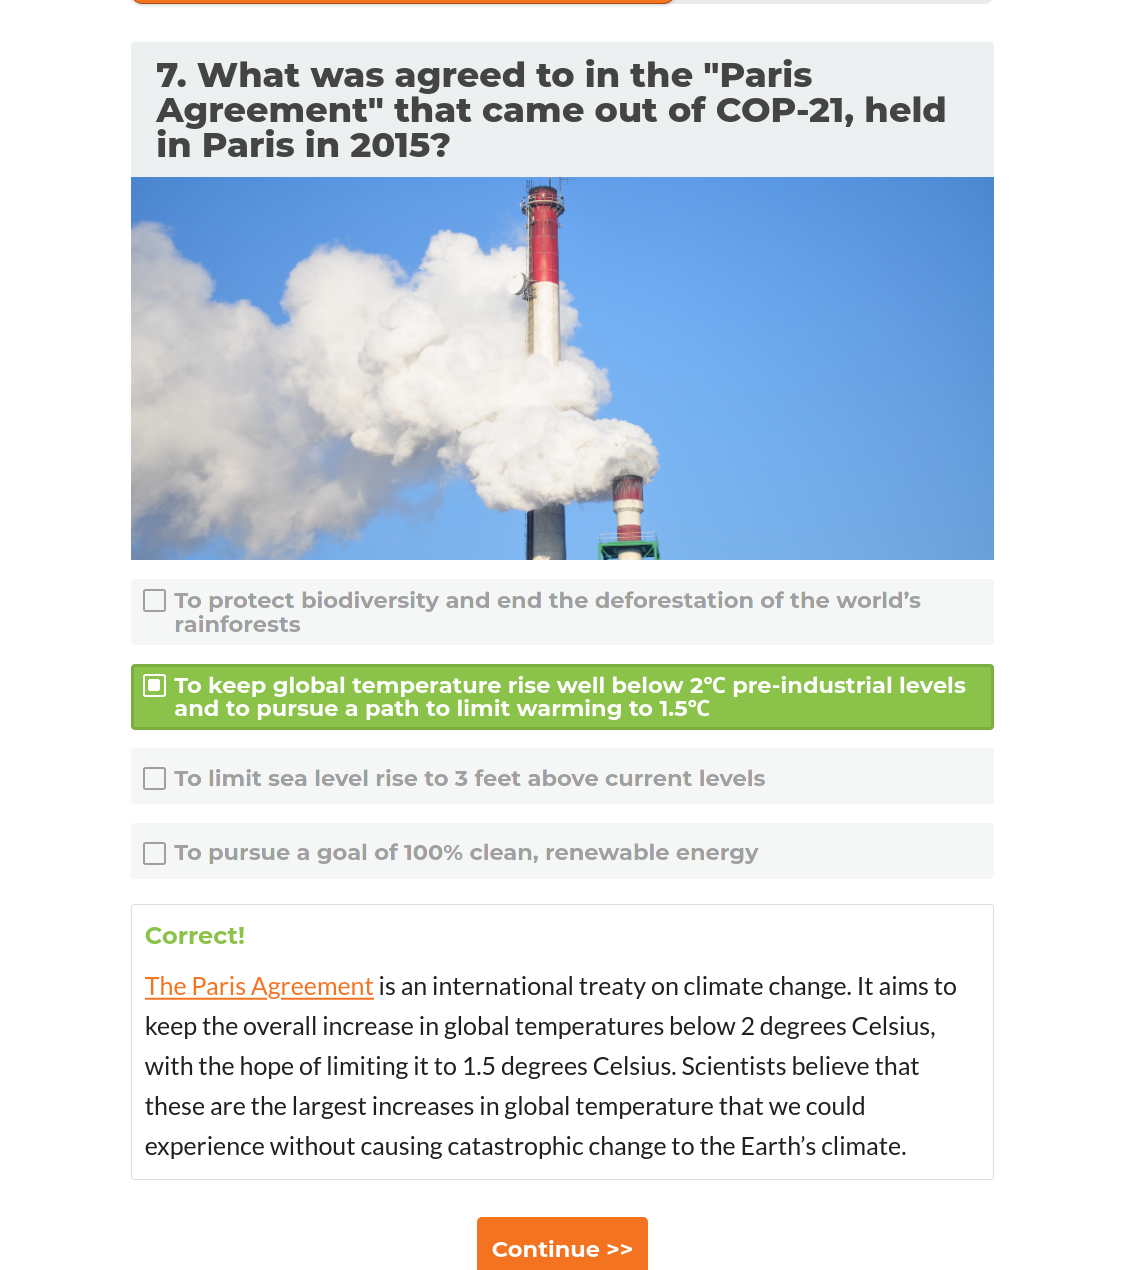 7. What was agreed to in the "Paris
Agreement" that came out of COP-21, held
in Paris in 2015?
To protect biodiversity and end the deforestation of the world’s
rainforests
To keep global temperature rise well below 2℃ pre-industrial levels
and to pursue a path to limit warming to 1.5℃
To limit sea level rise to 3 feet above current levels
To pursue a goal of 100% clean, renewable energy
Correct!
The Paris Agreement is an international treaty on climate change. It aims to
keep the overall increase in global temperatures below 2 degrees Celsius,
with the hope of limiting it to 1.5 degrees Celsius. Scientists believe that
these are the largest increases in global temperature that we could
experience without causing catastrophic change to the Earth’s climate.
Continue >>